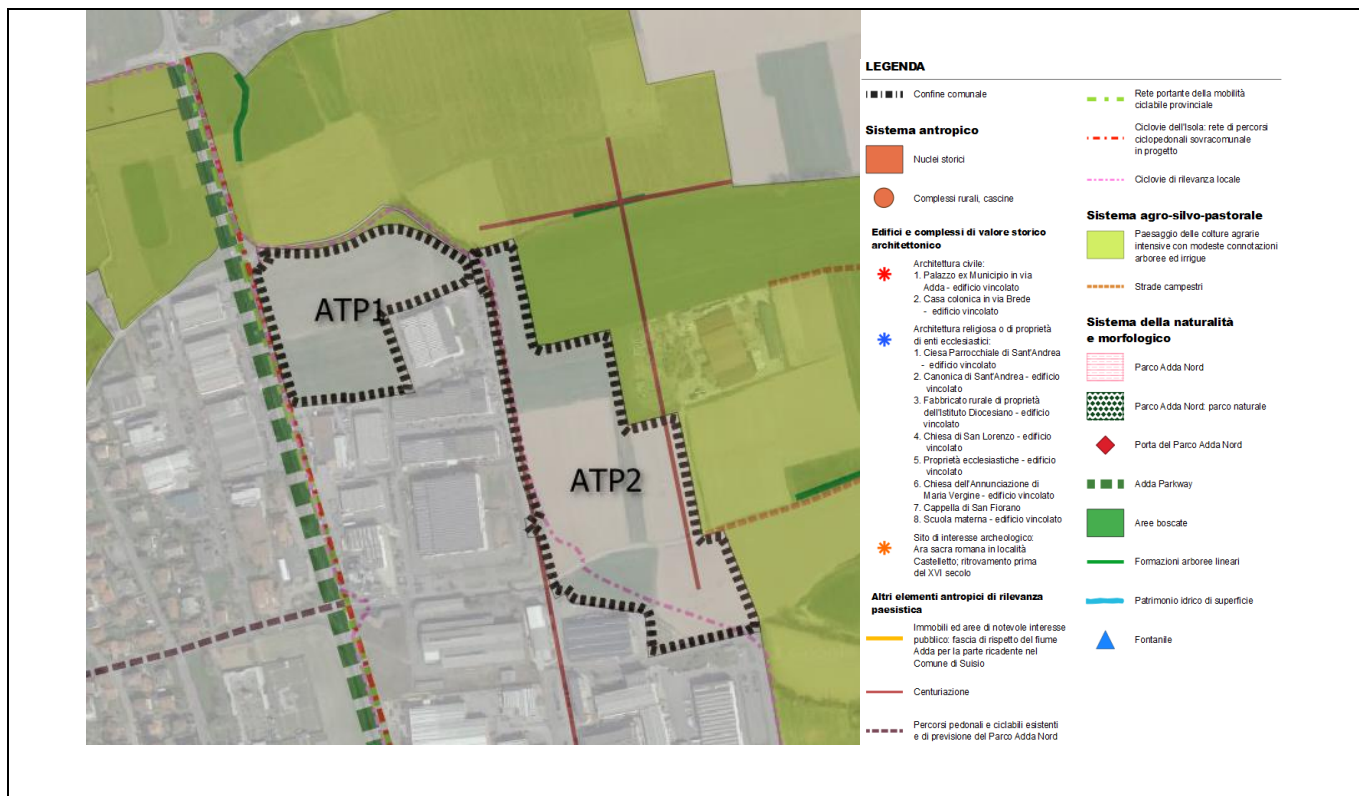 ATP1
ATP2
LEGENDA
Confine comunale
Sistema antropico
Nuclei storici
Complessi rurali, cascine
Edifici e complessi di valore storico
architettonico
Architettura civile:
1. Palazzo ex Municipio in via
Adda - edificio vincolato
2. Casa colonica in via Brede
- edificio vincolato
Architettura religiosa o di proprietà
di enti ecclesiastici:
1. Ciesa Parrocchiale di Sant'Andrea
- edificio vincolato
2. Canonica di Sant'Andrea - edificio
vincolato
3. Fabbricato rurale di proprietà
dell'Istituto Diocesano - edificio
vincolato
4. Chiesa di San Lorenzo - edificio
vincolato
5. Proprietà ecclesiastiche - edificio
vincolato
6. Chiesa dell'Annunciazione di
Maria Vergine - edificio vincolato
7. Cappella di San Fiorano
8. Scuola materna - edificio vincolato
Sito di interesse archeologico:
Ara sacra romana in località
Castelletto; ritrovamento prima
del XVI secolo
Altri elementi antropici di rilevanza
paesistica
Immobili ed aree di notevole interesse
pubblico: fascia di rispetto del fiume
Adda per la parte ricadente nel
Comune di Suisio
Centuriazione
Percorsi pedonali e ciclabili esistenti
e di previsione del Parco Adda Nord
Rete portante della mobilità
ciclabile provinciale
Ciclovie dell'Isola: rete di percorsi
ciclopedonali sovracomunale
in progetto
Ciclovie di rilevanza locale
Sistema agro-silvo-pastorale
Paesaggio delle colture agrarie
intensive con modeste connotazioni
arboree ed irrigue
Strade campestri
Sistema della naturalità
e morfologico
Parco Adda Nord
Parco Adda Nord: parco naturale
Porta del Parco Adda Nord
Adda Parkway
Aree boscate
Formazioni arboree lineari
Patrimonio idrico di superficie
Fontanile